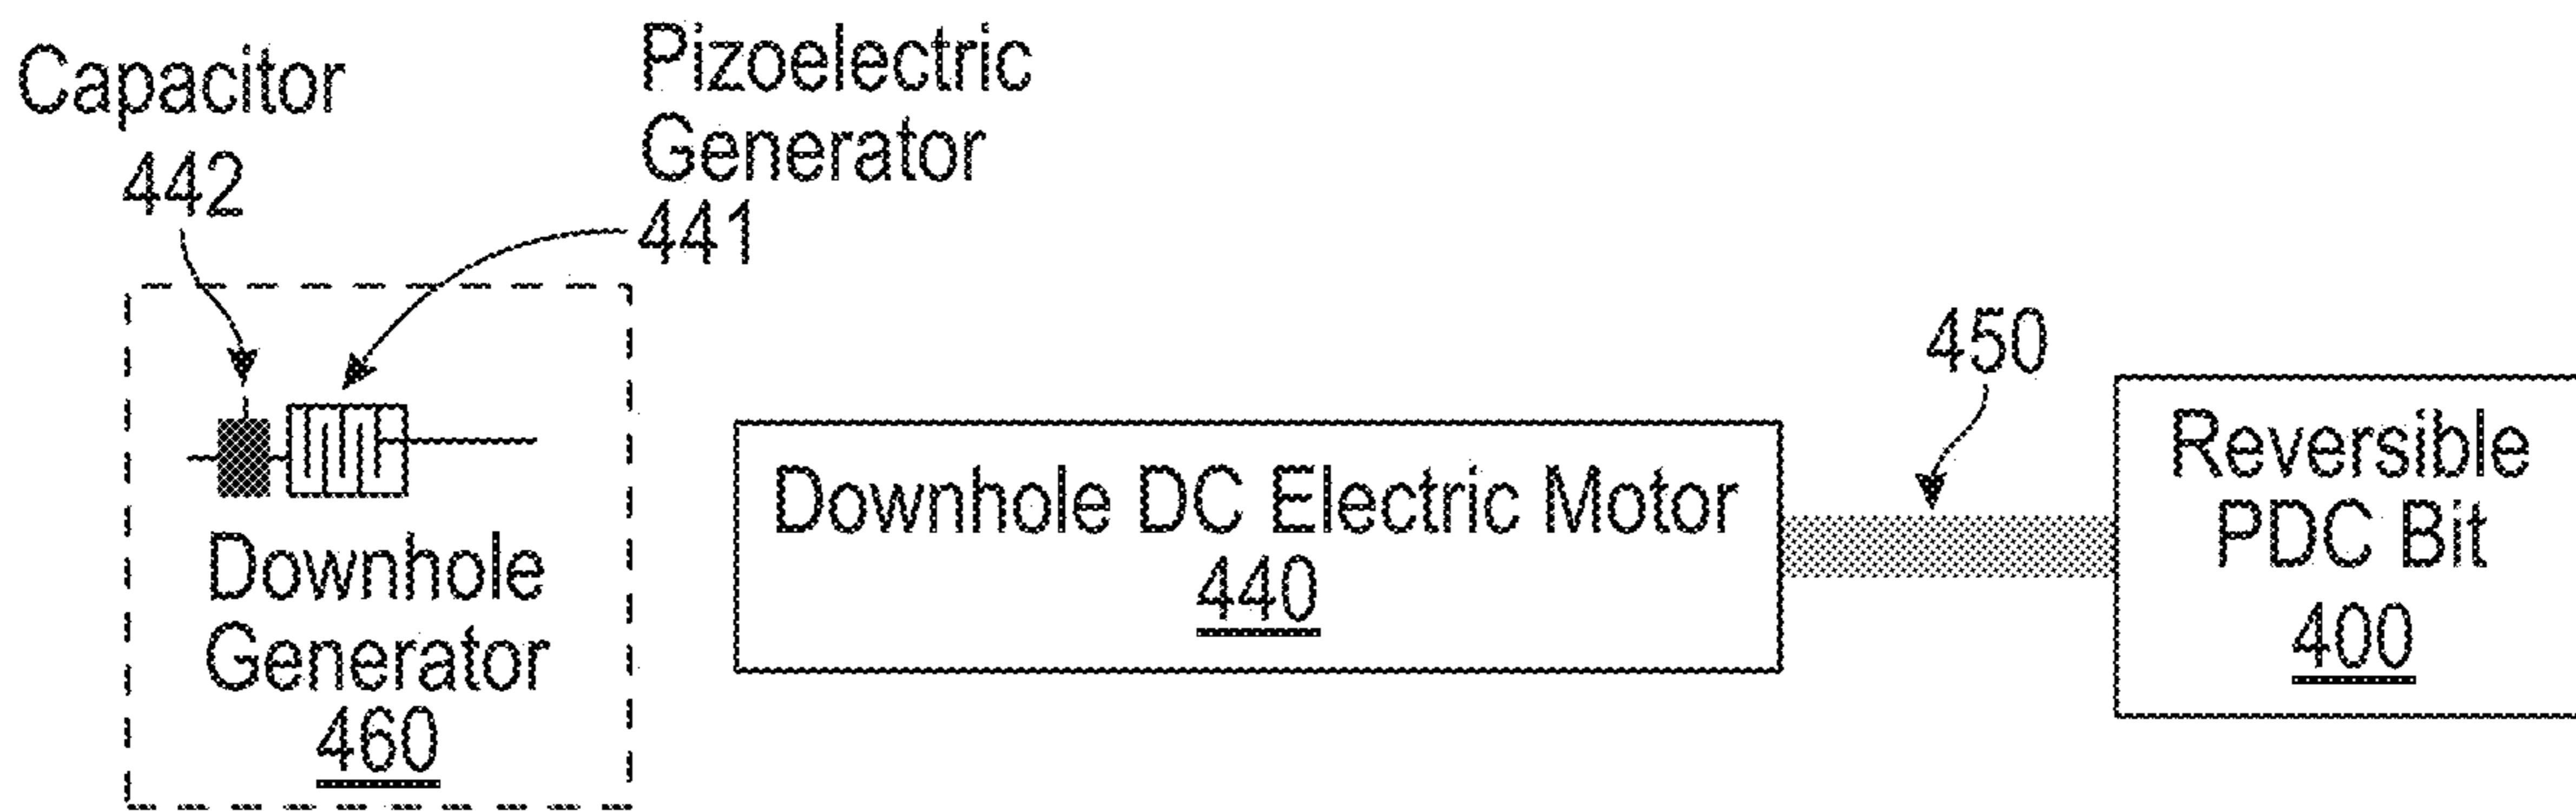 Capacitor
442
Pizoelectric
Generator
441
Downhole
Generator
460
Downhole DC Electric Motor
440
450
Reversible
PDC Bit
400